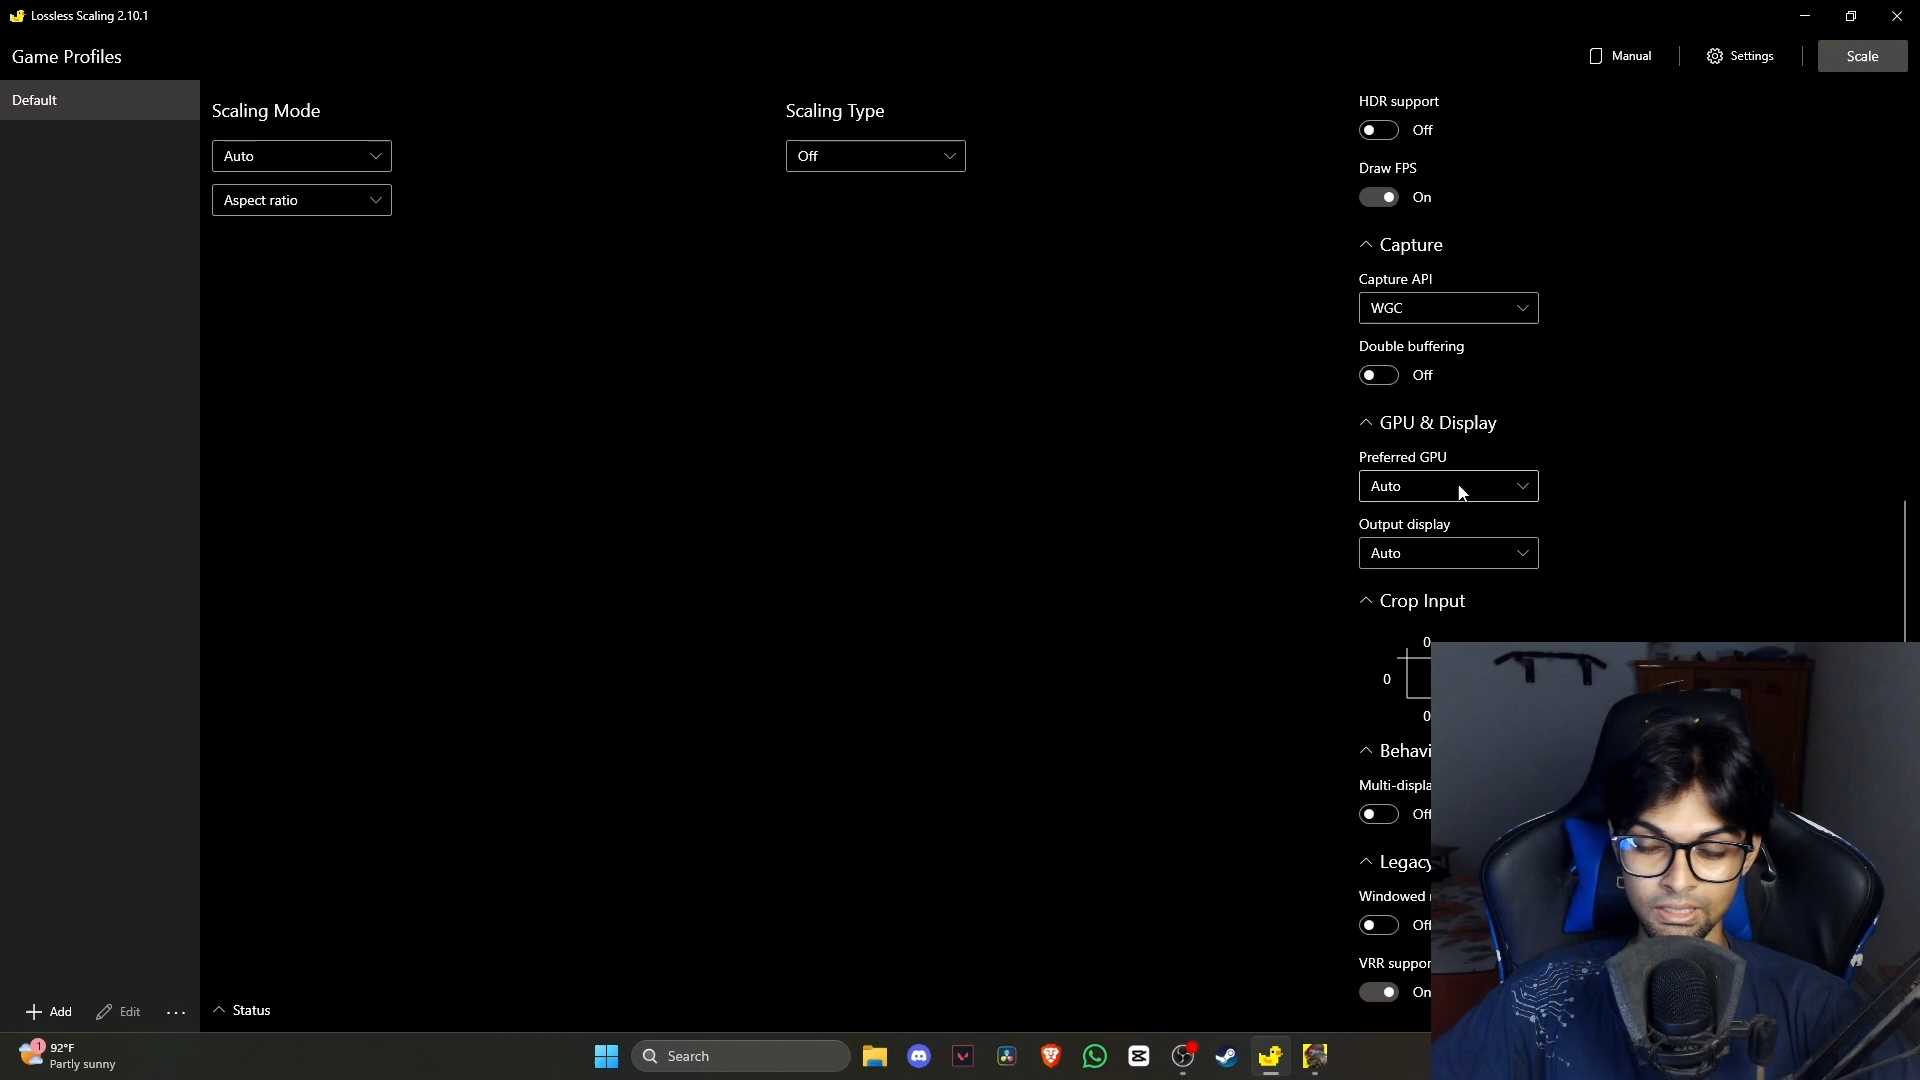 Lossless Scaling 2.10.1
Game Profiles
Manual
Settings
Scale
Default
Scaling Mode
Auto
Aspect ratio
Scaling Type
Off
HDR support
Off
Draw FPS
On
Capture
Capture API
WGC
Double buffering
Off
GPU & Display
Preferred GPU
Auto
Output display
Auto
Crop Input
0
0
0
Behavi
Multi-displa
Off
Legacy
Windowed
Off
VRR suppor
On
Add
Edit
Status
1
92°F
Partly sunny
Search